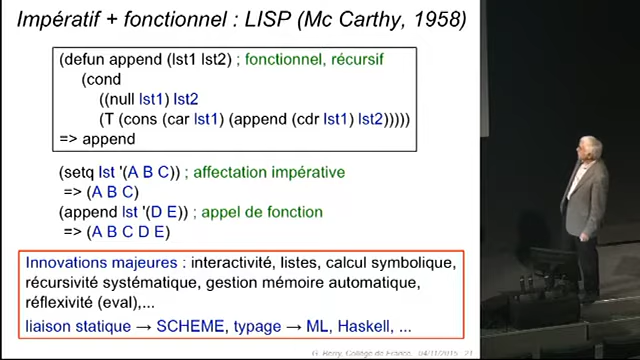 Impératif + fonctionnel : LISP (Mc Carthy, 1958)
(defun append (lst1 lst2) ; fonctionnel, récursif
(cond
((null lst1) lst2
(T (cons (car lst1) (append (cdr lst1) lst2)))))
=> append
(setq lst '(A B C)) ; affectation impérative
=> (A B C)
(append lst '(D E)) ; appel de fonction
=> (A B C D E)
Innovations majeures : interactivité, listes, calcul symbolique,
récursivité systématique, gestion mémoire automatique,
réflexivité (eval),...
liaison statique → SCHEME, typage → ML, Haskell, ...
G. Berry, Collège de France, 04/11/2015 21